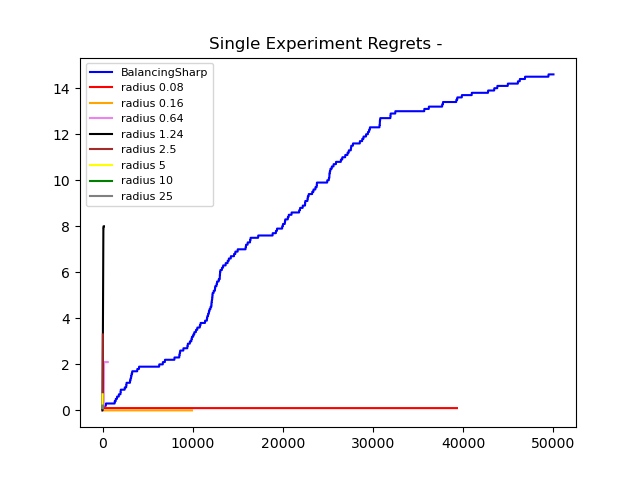 Single Experiment Regrets -
BalancingSharp
radius 0.08
radius 0.16
radius 0.64
radius 1.24
radius 2.5
radius 5
radius 10
radius 25
14
12
10
8
6
4
2
0
0 10000 20000 30000 40000 50000